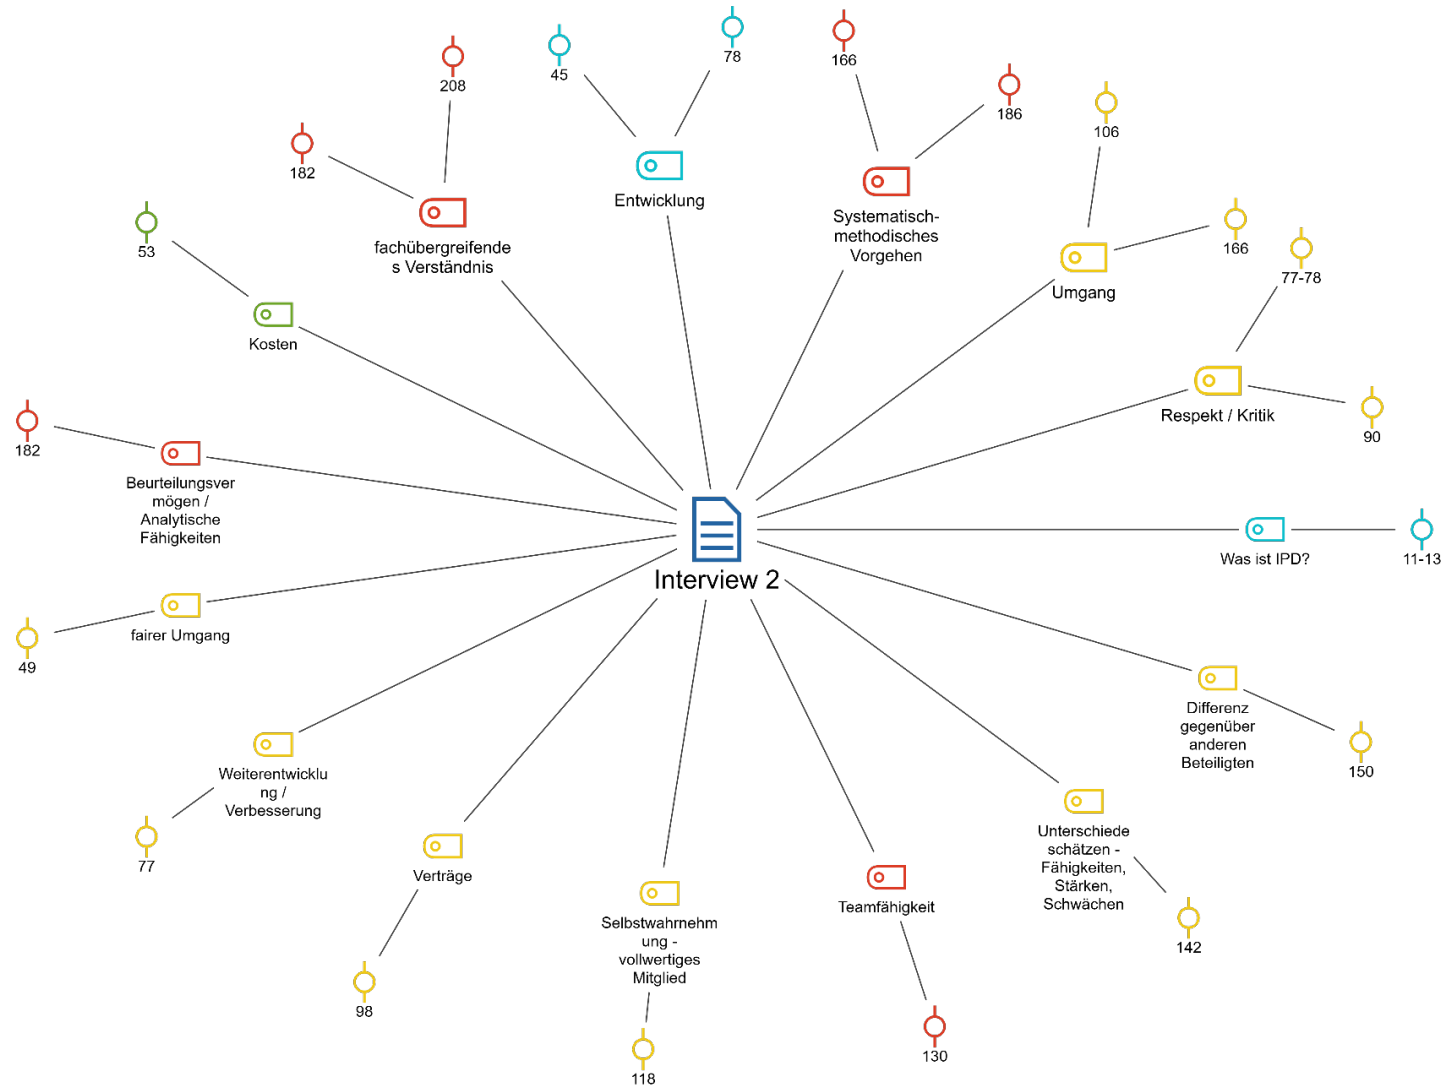 45
78
166
208
186
106
182
166
53
77-78
Entwicklung
Systematisch-
methodisches
Vorgehen
fachübergreifende
s Verständnis
Umgang
Kosten
Respekt / Kritik
90
182
Beurteilungsver
mögen /
Analytische
Fähigkeiten
Was ist IPD?
11-13
Interview 2
fairer Umgang
49
Differenz
gegenüber
anderen
Beteiligten
150
Weiterentwicklu
ng /
Verbesserung
77
Unterschiede
schätzen -
Fähigkeiten,
Stärken,
Schwächen
142
Verträge
98
Teamfähigkeit
130
Selbstwahrnehm
ung -
vollwertiges
Mitglied
118